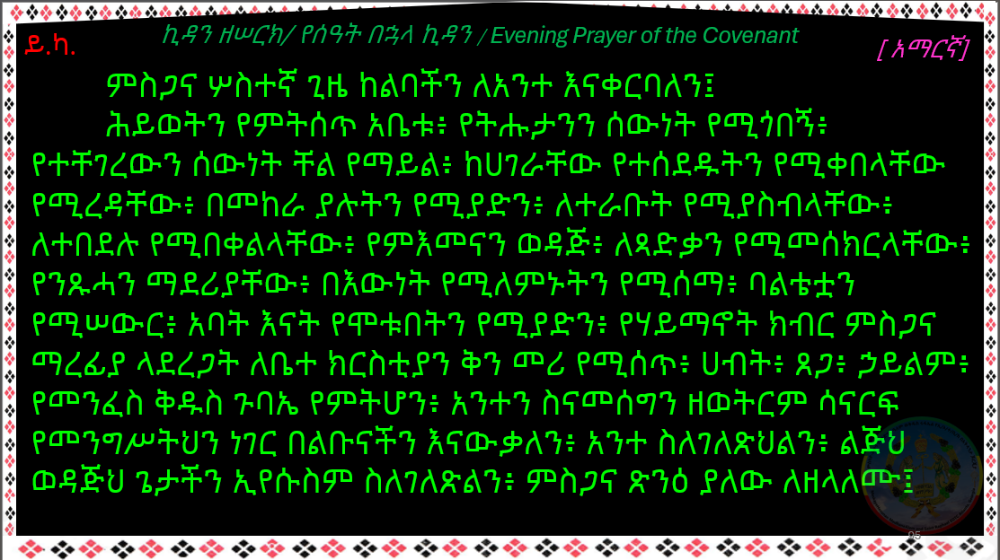 ኪዳን ዘሠርክ/ የሰዓት በኋላ ኪዳን / Evening Prayer of the Covenant
ይ.ካ.
[ አማርኛ]
ምስጋና ሦስተኛ ጊዜ ከልባችን ለአንተ እናቀርባለን፤
ሕይወትን የምትሰጥ አቤቱ፥ የትሑታንን ሰውነት የሚጎበኝ፥
የተቸገረውን ሰውነት ቸል የማይል፥ ከሀገራቸው የተሰደዱትን የሚቀበላቸው
የሚረዳቸው፥ በመከራ ያሉትን የሚያድን፥ ለተራቡት የሚያስብላቸው፥
ለተበደሉ የሚበቀልላቸው፥ የምእመናን ወዳጅ፥ ለጻድቃን የሚመሰክርላቸው፥
የንጹሓን ማደሪያቸው፥ በእውነት የሚለምኑትን የሚሰማ፥ ባልቴቷን
የሚሠውር፥ አባት እናት የሞቱበትን የሚያድን፥ የሃይማኖት ክብር ምስጋና
ማረፊያ ላደረጋት ለቤተ ክርስቲያን ቅን መሪ የሚሰጥ፥ ሀብት፥ ጸጋ፥ ኃይልም፥
የመንፈስ ቅዱስ ጉባኤ የምትሆን፥ አንተን ስናመሰግን ዘወትርም ሳናርፍ
የመንግሥትህን ነገር በልቡናችን እናውቃለን፥ አንተ ስለገለጽህልን፥ ልጅህ
ወዳጅህ ጌታችን ኢየሱስም ስለገለጽልን፥ ምስጋና ጽንዕ ያለው ለዘላለሙ፤
95